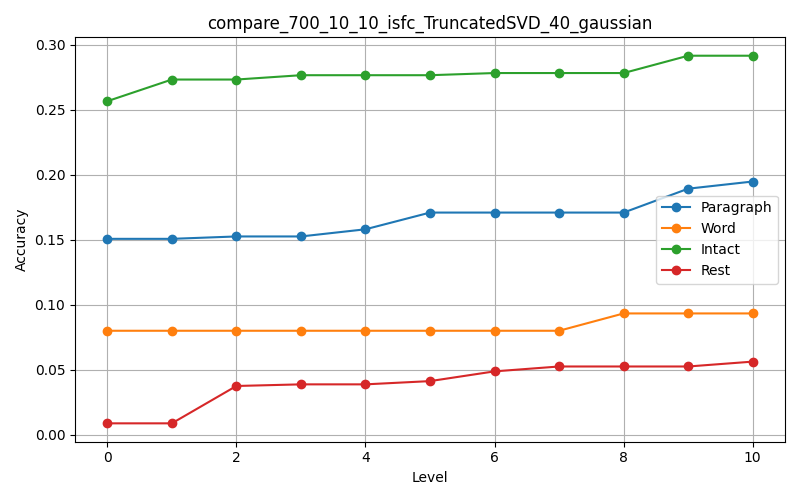 compare_700_10_10_isfc_TruncatedSVD_40_gaussian
0.30
0.25
0.20
0.15
0.10
0.05
0.00
Accuracy
Paragraph
Word
Intact
Rest
0 2 4 6 8 10
Level